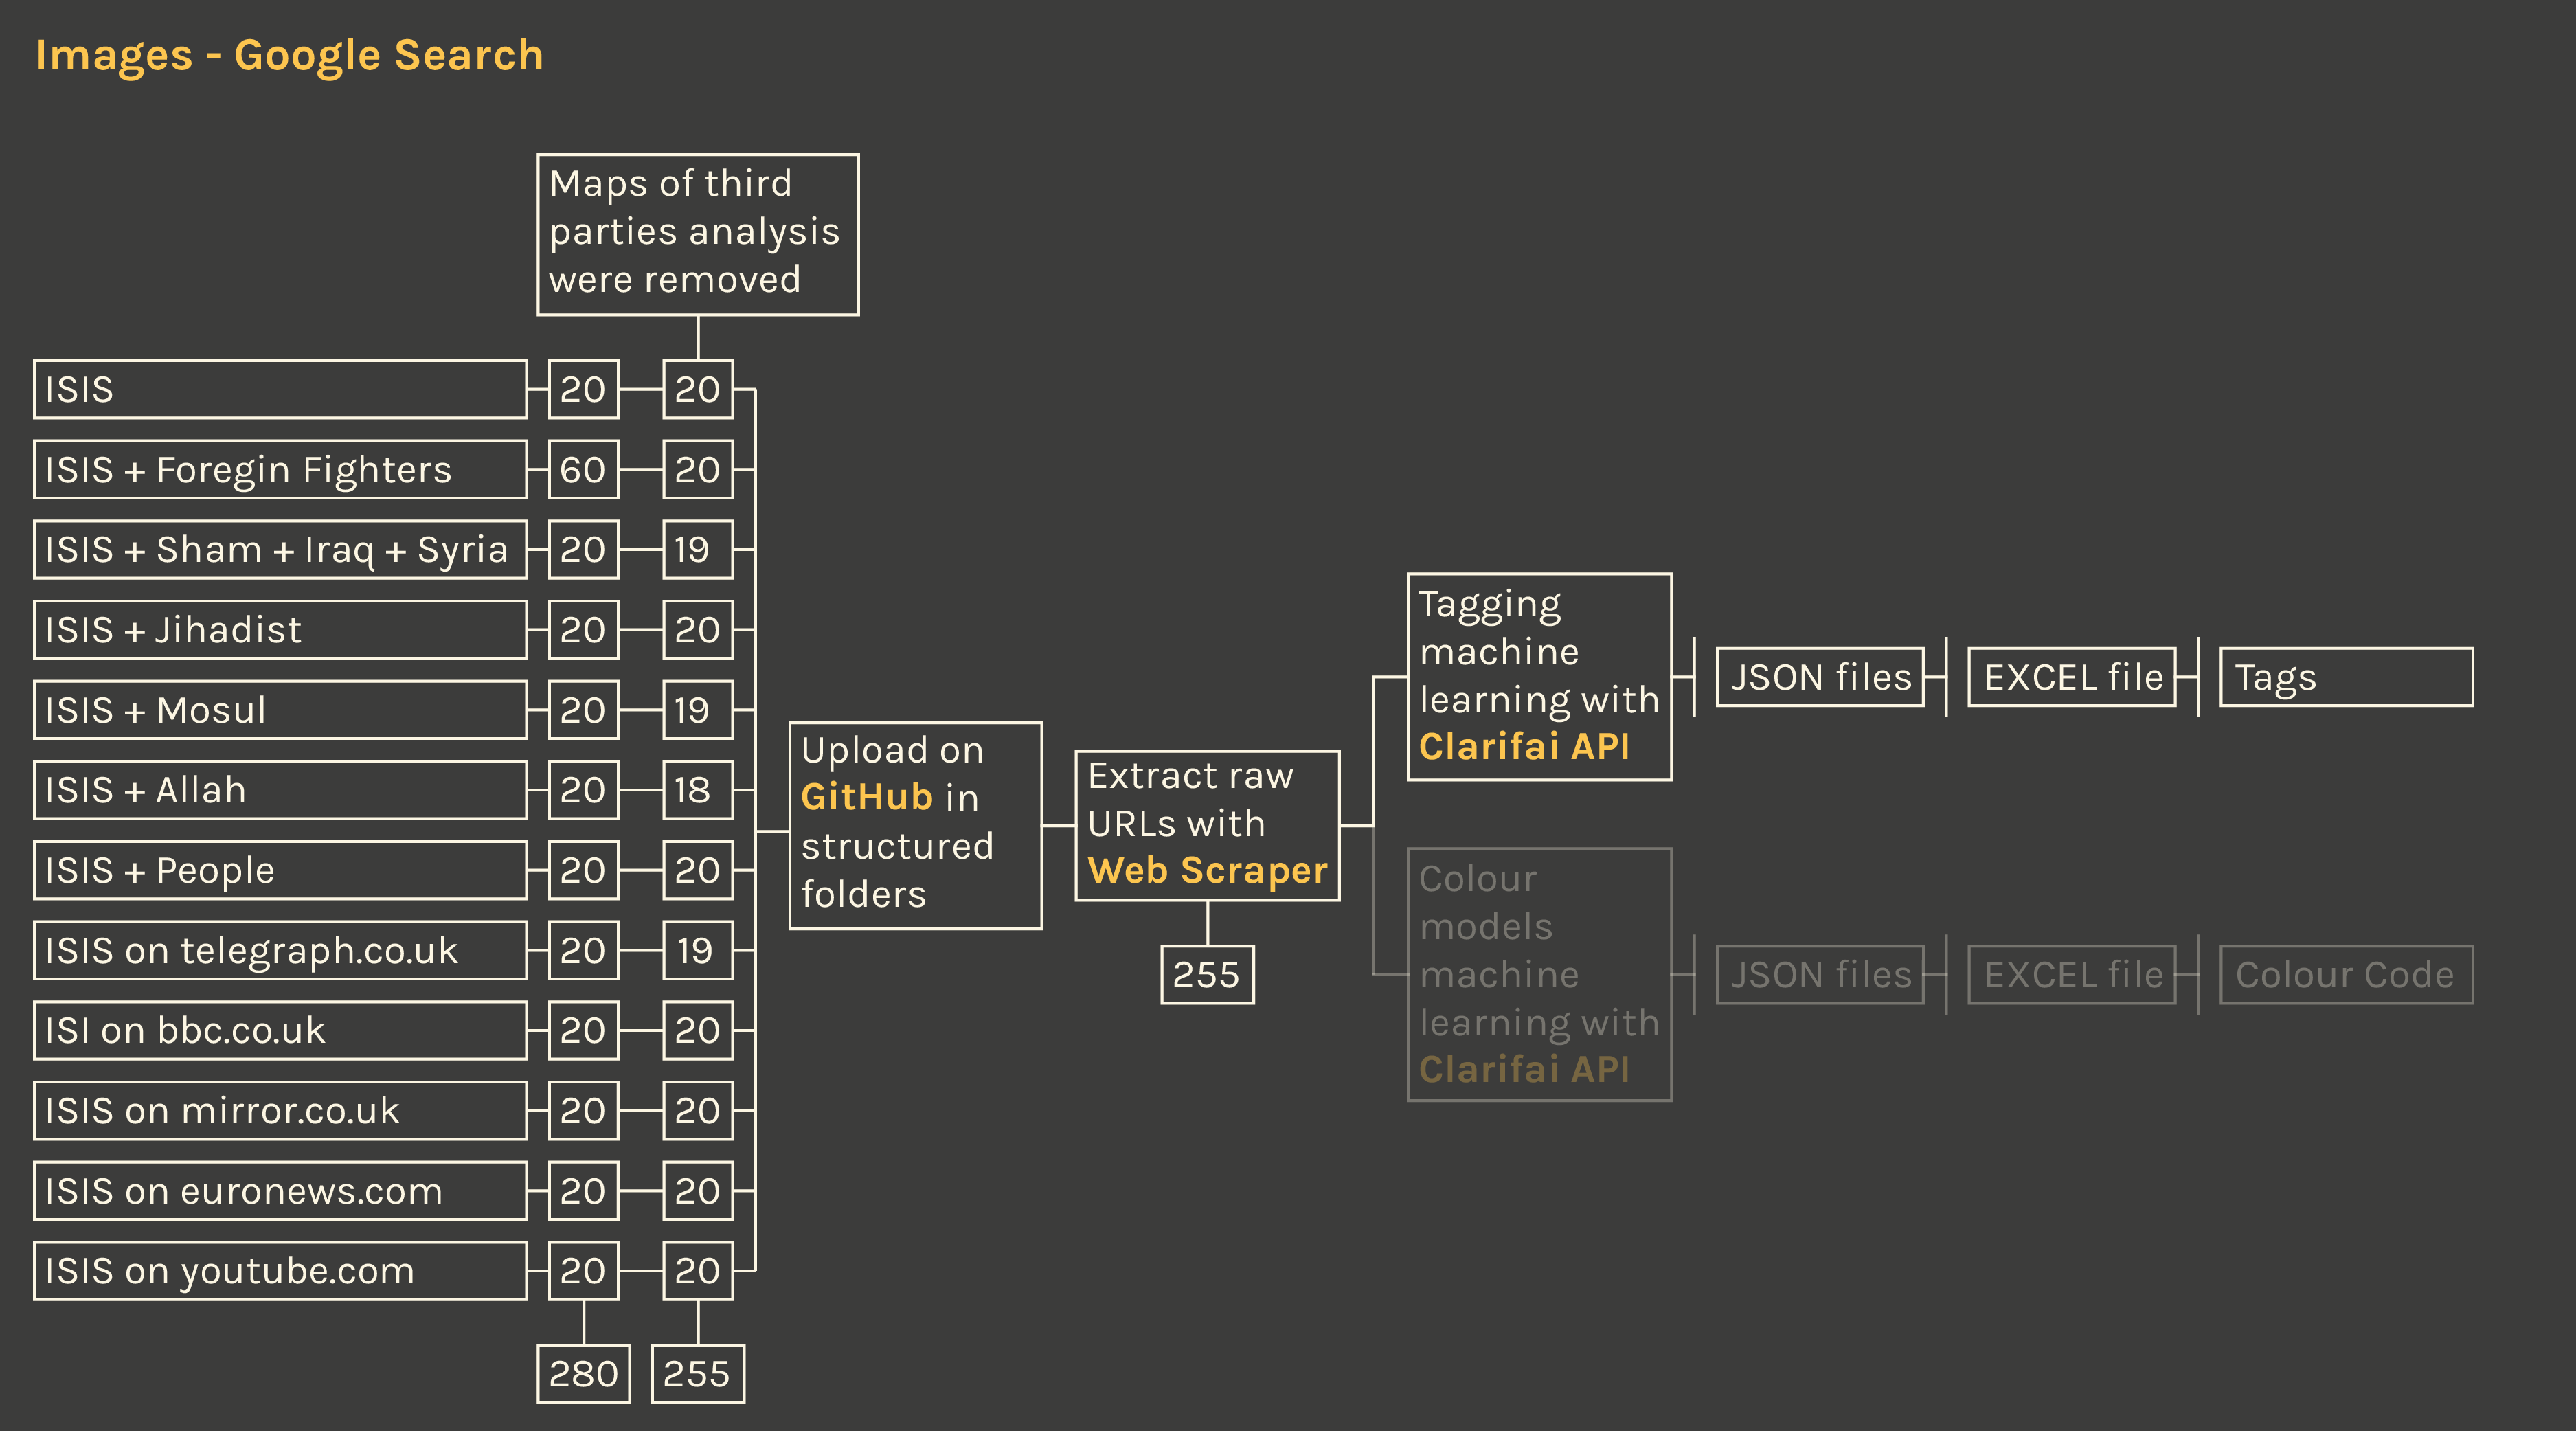 Images - Google Search
Maps of third
parties analysis
were removed
ISIS 20 20
ISIS + Foregin Fighters 60 20
ISIS + Sham + Iraq + Syria 20 19
ISIS + Jihadist 20 20
ISIS + Mosul 20 19
ISIS + Allah 20 18
ISIS + People 20 20
ISIS on telegraph.co.uk 20 19
ISI on bbc.co.uk 20 20
ISIS on mirror.co.uk 20 20
ISIS on euronews.com 20 20
ISIS on youtube.com 20 20
280 255
Upload on
GitHub in
structured
folders
Extract raw
URLs with
Web Scraper
255
Tagging
machine
learning with
Clarifai API
JSON files
EXCEL file
Tags
Colour
models
machine
learning with
Clarifai API
JSON files
EXCEL file
Colour Code